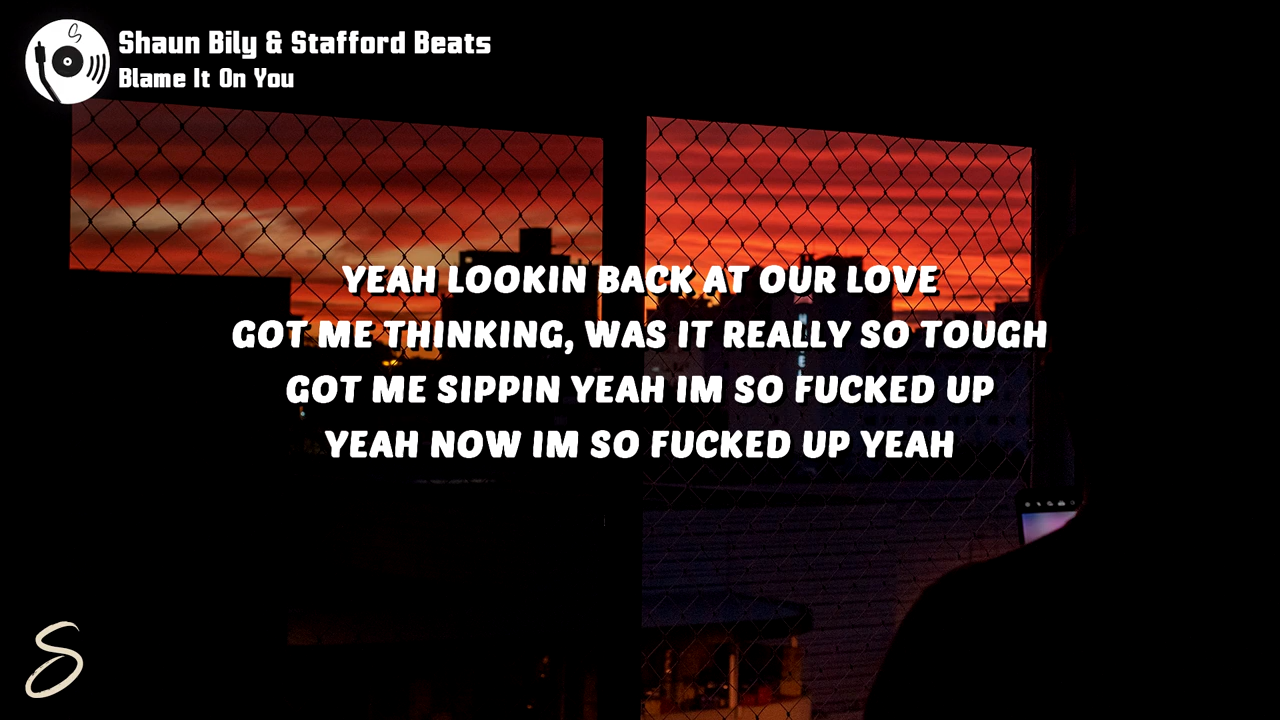 Shaun Bily & Stafford Beats
Blame It On You
YEAH LOOKIN BACK AT OUR LOVE
GOT ME THINKING, WAS IT REALLY SO TOUGH
GOT ME SIPPIN YEAH IM SO FUCKED UP
YEAH NOW IM SO FUCKED UP YEAH
S